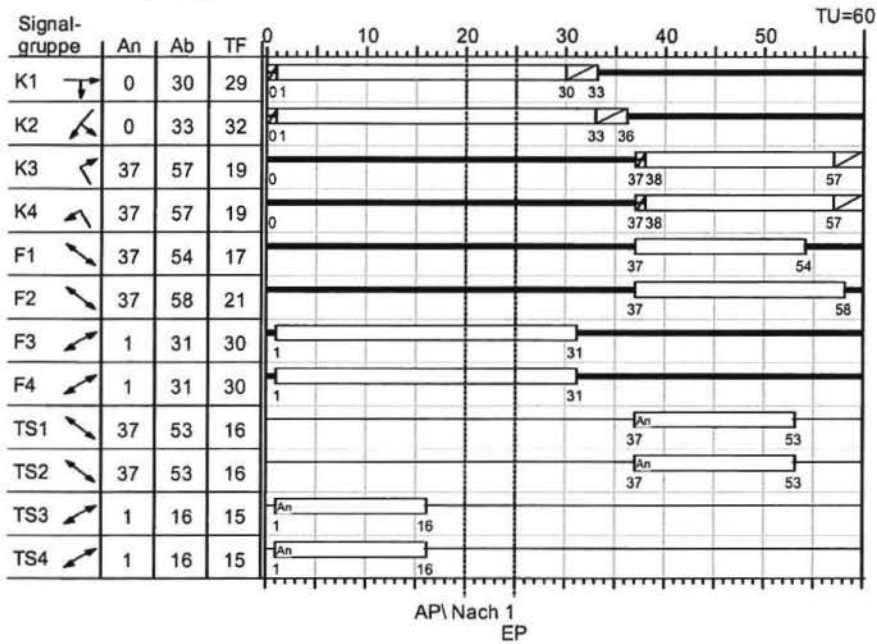 TU=60
Signal-
gruppe An Ab TF 0 10 20 30 40 50
K1 0 30 29
0 1 30 33
K2 0 33 32
0 1 33 36
K3 37 57 19
0 37 38 57
K4 37 57 19
0 37 38 57
F1 37 54 17
37 54
F2 37 58 21
37 58
F3 1 31 30
1 31
F4 1 31 30
1 31
TS1 37 53 16 An
37 53
TS2 37 53 16 An
37 53
TS3 1 16 15 An
1 16
TS4 1 16 15 An
1 16
AP\ Nach 1
EP